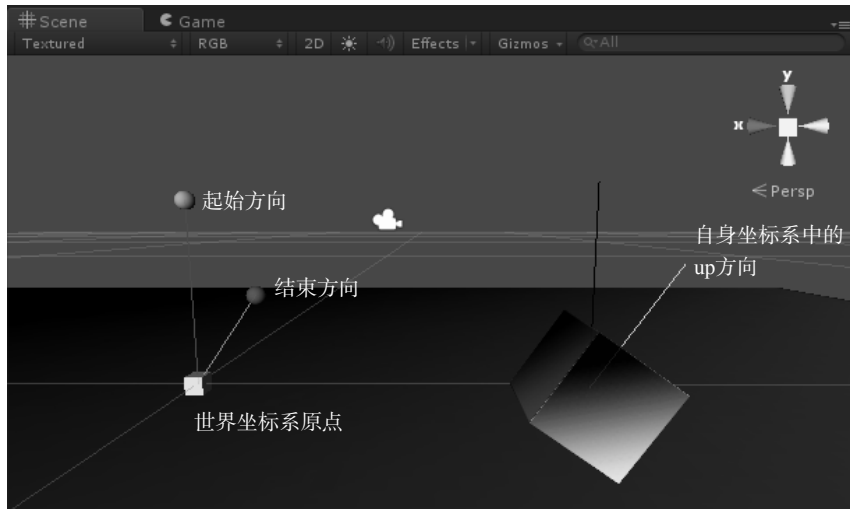 Scene Game
Textured RGB 2D Effects Gizmos All
y
x
Persp
起始方向
自身坐标系中的
up方向
结束方向
世界坐标系原点